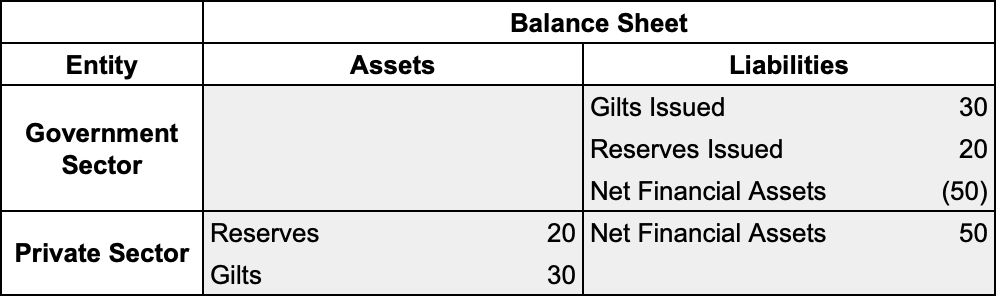 Balance Sheet
Entity Assets Liabilities
Government Sector
Gilts Issued 30
Reserves Issued 20
Net Financial Assets (50)
Private Sector
Reserves 20 Net Financial Assets 50
Gilts 30